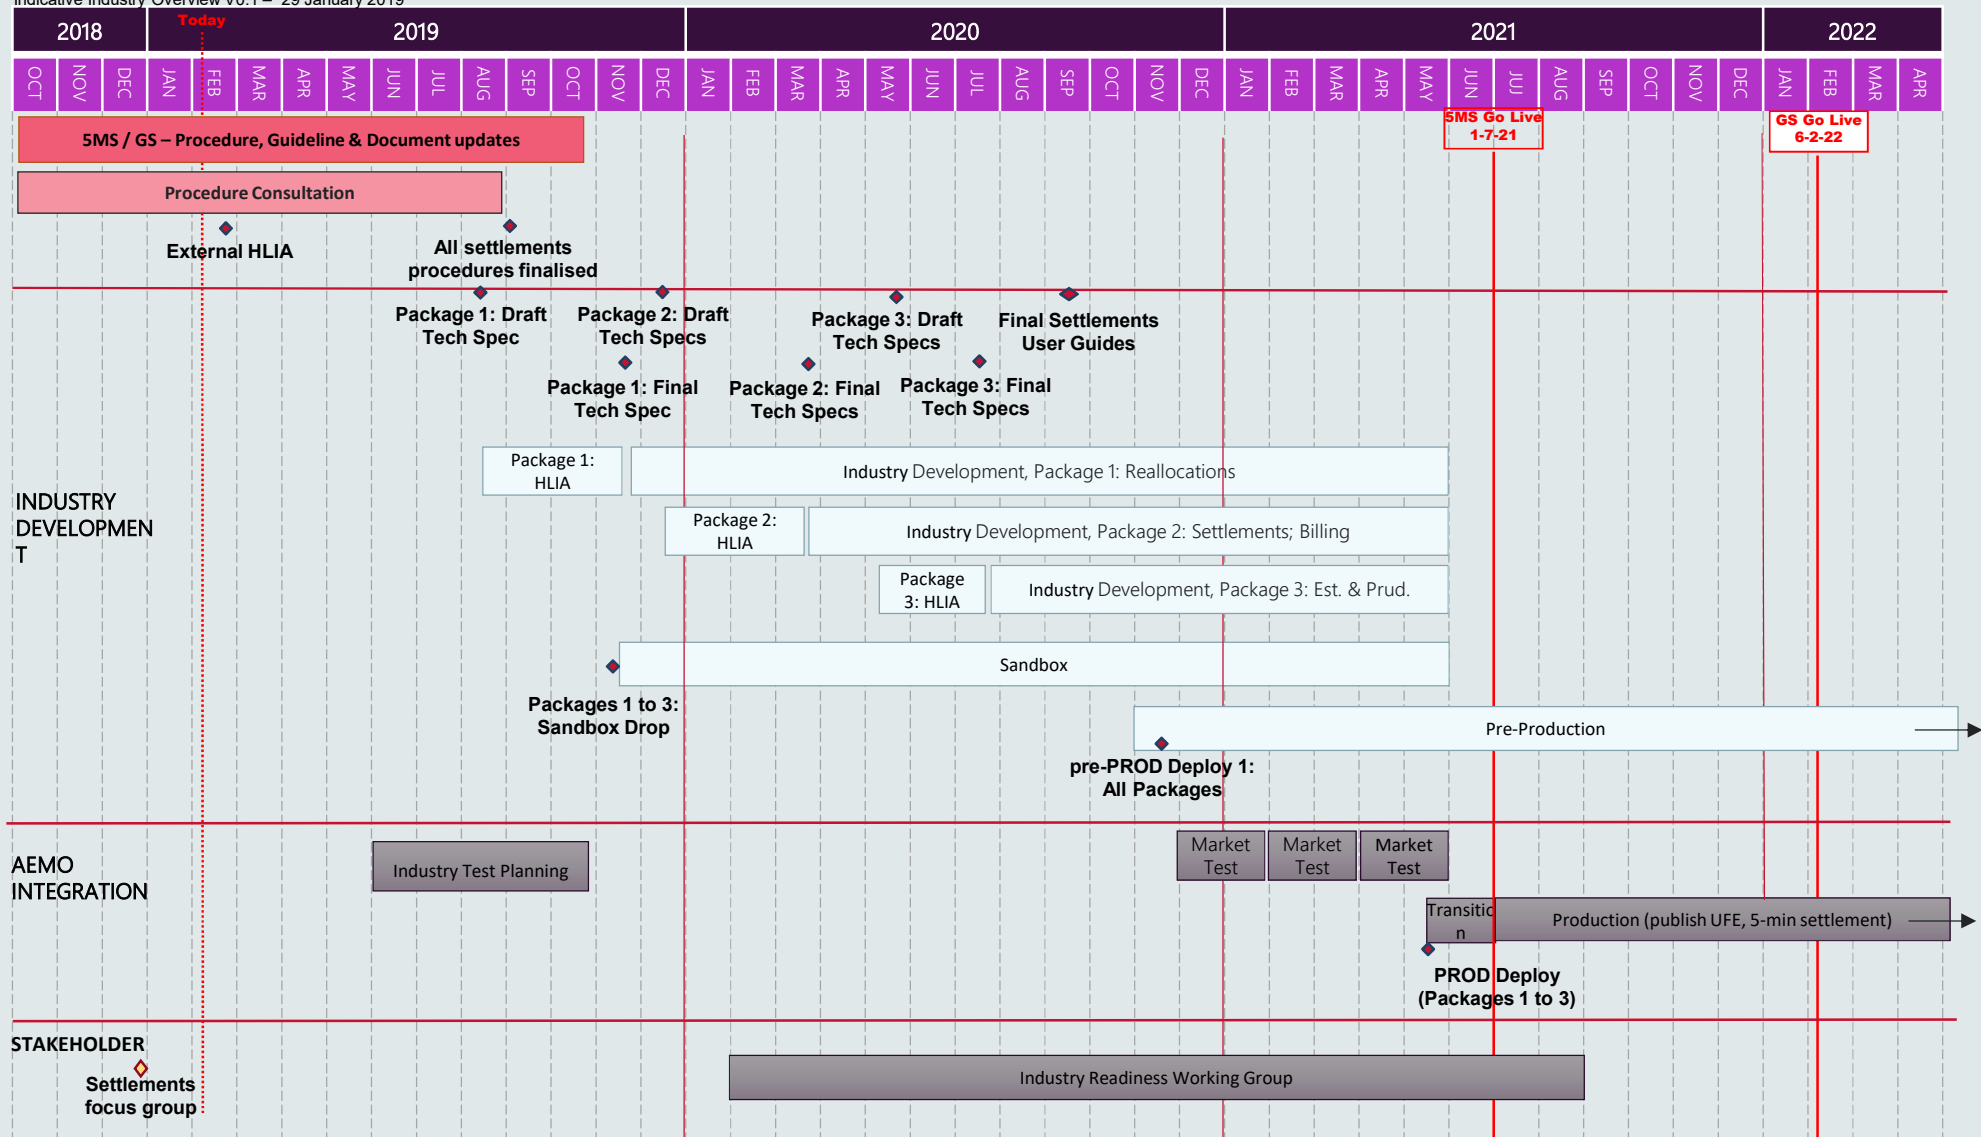 Indicative Industry Overview V0.1 – 29 January 2019
Today
2018
2019
2020
2021
2022
OCT
NOV
DEC
JAN
FEB
MAR
APR
MAY
JUN
JUL
AUG
SEP
OCT
NOV
DEC
JAN
FEB
MAR
APR
MAY
JUN
JUL
AUG
SEP
OCT
NOV
DEC
JAN
FEB
MAR
APR
MAY
JUN
JUJ
AUG
SEP
OCT
NOV
DEC
JAN
FEB
MAR
APR
5MS / GS – Procedure, Guideline & Document updates
5MS Go Live
1-7-21
GS Go Live
6-2-22
Procedure Consultation
External HLIA
All settlements
procedures finalised
Package 1: Draft
Tech Spec
Package 2: Draft
Tech Specs
Package 3: Draft
Tech Specs
Final Settlements
User Guides
Package 1: Final
Tech Spec
Package 2: Final
Tech Specs
Package 3: Final
Tech Specs
INDUSTRY
DEVELOPMEN
T
Package 1:
HLIA
Industry Development, Package 1: Reallocations
Package 2:
HLIA
Industry Development, Package 2: Settlements; Billing
Package
3: HLIA
Industry Development, Package 3: Est. & Prud.
Sandbox
Packages 1 to 3:
Sandbox Drop
Pre-Production
pre-PROD Deploy 1:
All Packages
AEMO
INTEGRATION
Industry Test Planning
Market
Test
Market
Test
Market
Test
Transitio
n
Production (publish UFE, 5-min settlement)
PROD Deploy
(Packages 1 to 3)
STAKEHOLDER
Settlements
focus group
Industry Readiness Working Group